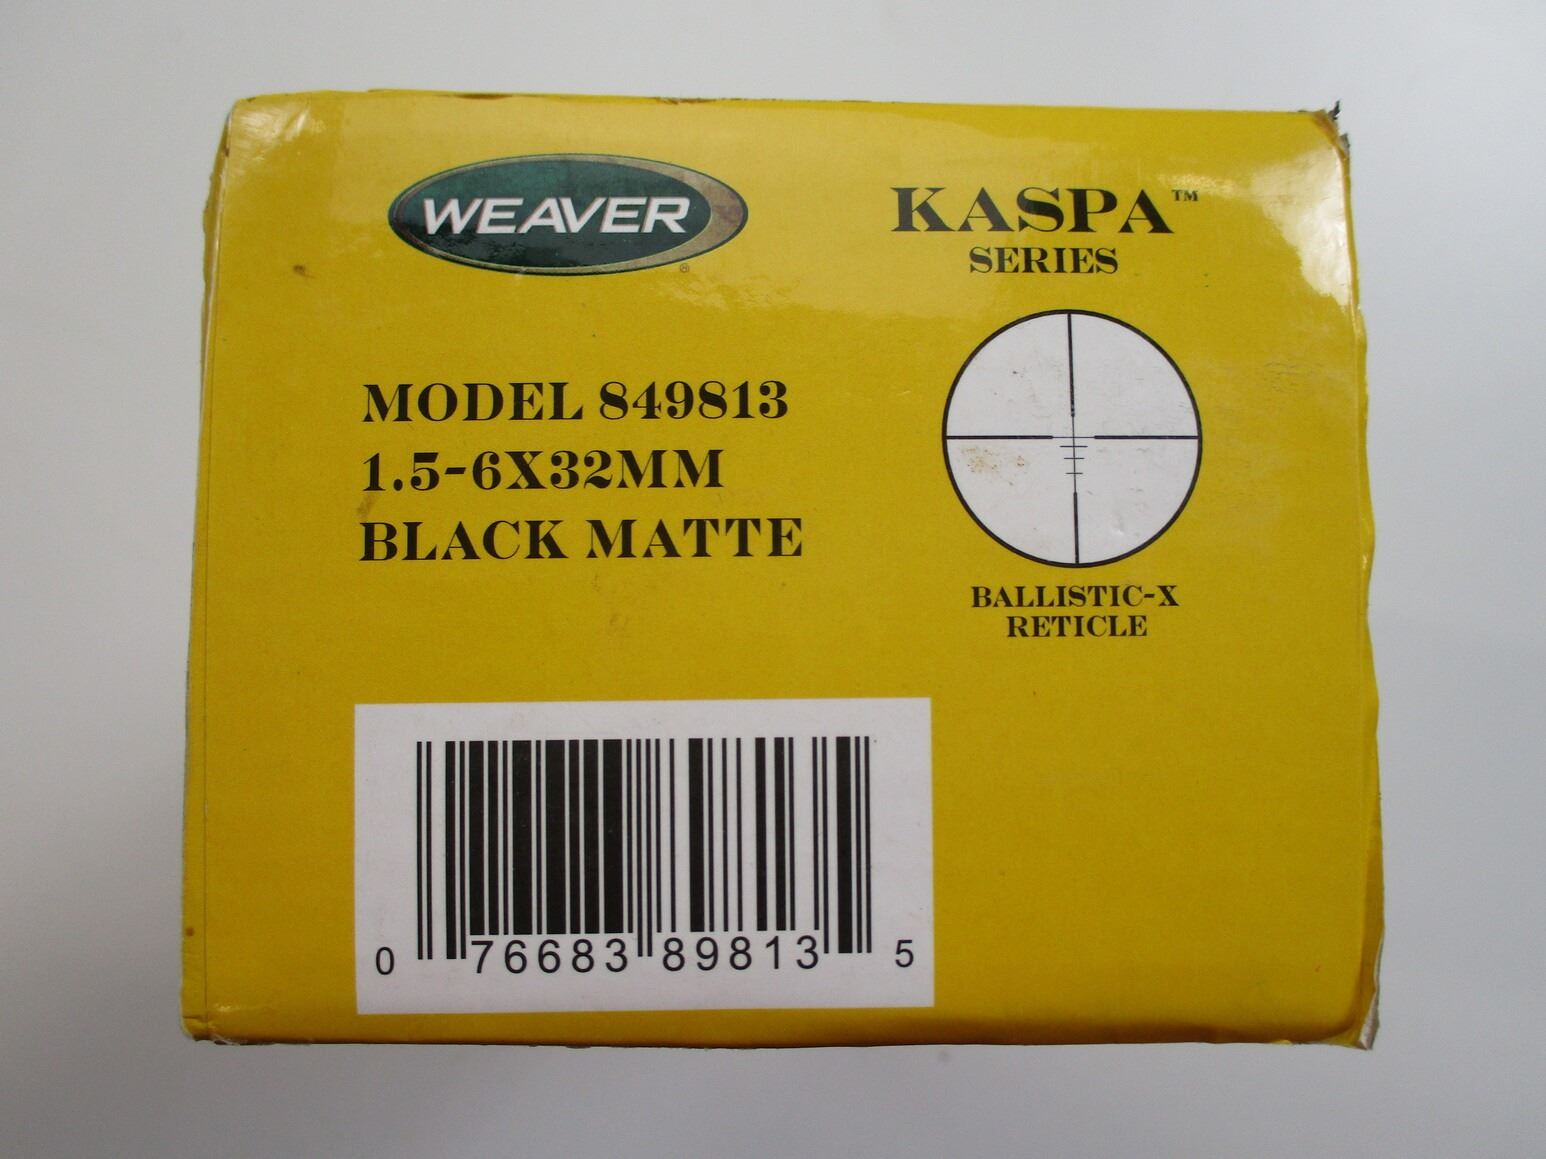 WEAVER®
KASPA™
SERIES
MODEL 849813
1.5-6X32MM
BLACK MATTE
BALLISTIC-X
RETICLE
0 76683 89813 5